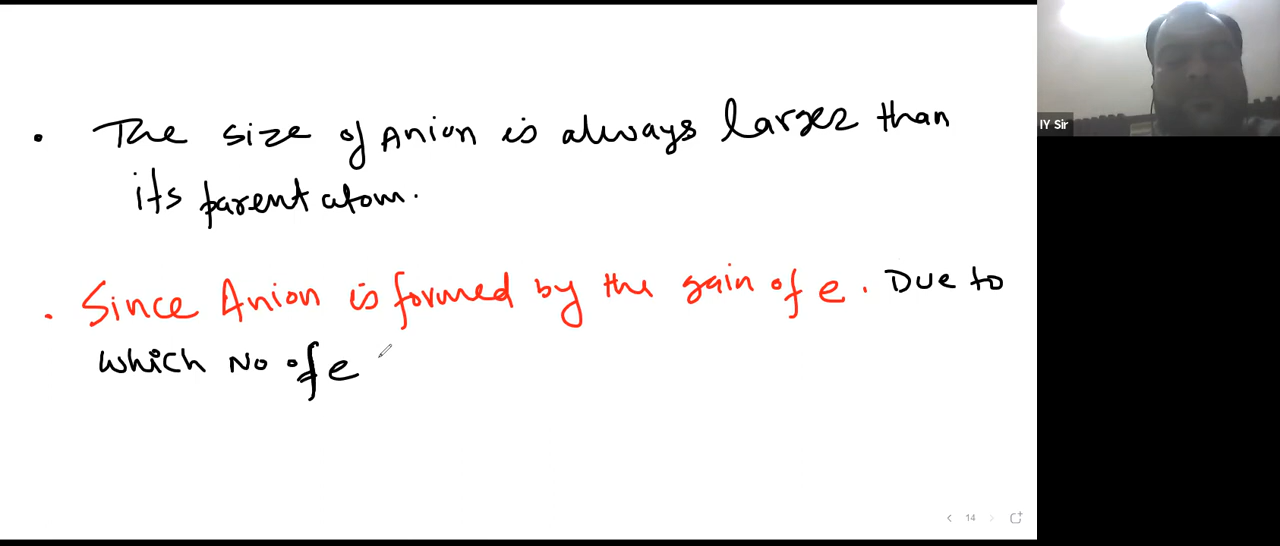 • The size of Anion is always larger than
its parent atom.
• Since Anion is formed by the gain of e. Due to
which No of e
IY Sir
14